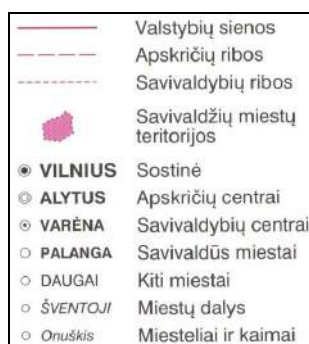 Valstybių sienos
Apskričių ribos
Savivaldybių ribos
Savivaldžių miestų
teritorijos
VILNIUS Sostinė
ALYTUS Apskričių centrai
VARĖNA Savivaldybių centrai
PALANGA Savivaldūs miestai
DAUGAI Kiti miestai
ŠVENTOJI Miestų dalys
Onuškis Miesteliai ir kaimai